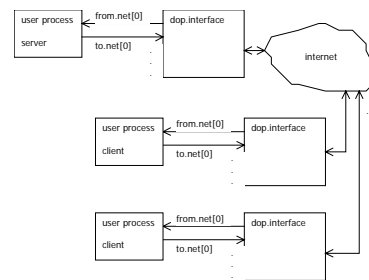 user process
server
from.net[0]
to.net[0]
dop.interface
internet
user process
client
from.net[0]
to.net[0]
dop.interface
user process
client
from.net[0]
to.net[0]
dop.interface